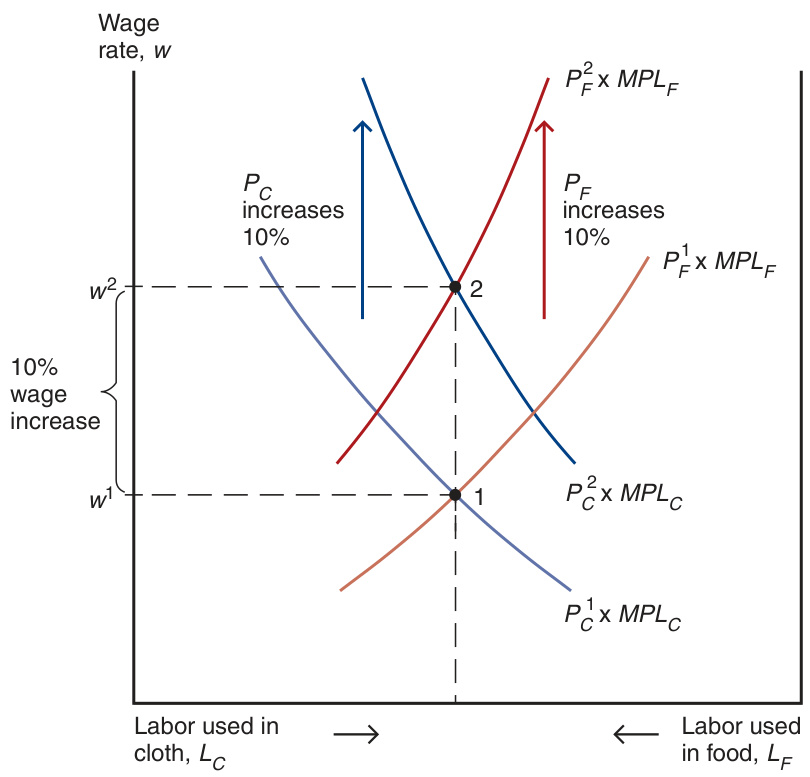 Wage
rate, w
P_F^2 x MPL_F
P_C
increases
10%
P_F
increases
10%
P_F^1 x MPL_F
w^2
2
10%
wage
increase
w^1
1
P_C^2 x MPL_C
P_C^1 x MPL_C
Labor used in
cloth, L_C
Labor used
in food, L_F